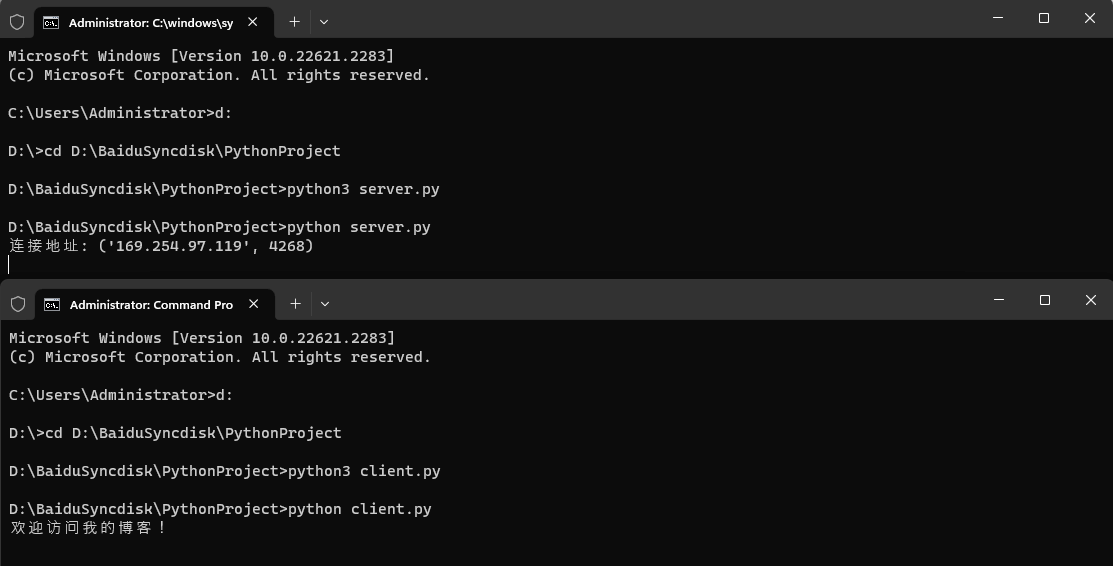 Administrator: C:\windows\sy
Microsoft Windows [Version 10.0.22621.2283]
(c) Microsoft Corporation. All rights reserved.
C:\Users\Administrator>d:
D:\>cd D:\BaiduSyncdisk\PythonProject
D:\BaiduSyncdisk\PythonProject>python3 server.py
D:\BaiduSyncdisk\PythonProject>python server.py
连接地址: ('169.254.97.119', 4268)
Administrator: Command Pro
Microsoft Windows [Version 10.0.22621.2283]
(c) Microsoft Corporation. All rights reserved.
C:\Users\Administrator>d:
D:\>cd D:\BaiduSyncdisk\PythonProject
D:\BaiduSyncdisk\PythonProject>python3 client.py
D:\BaiduSyncdisk\PythonProject>python client.py
欢迎访问我的博客！